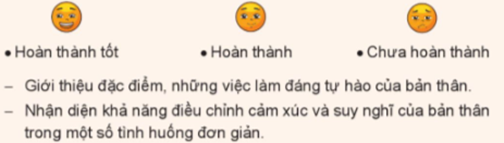 • Hoàn thành tốt • Hoàn thành • Chưa hoàn thành
– Giới thiệu đặc điểm, những việc làm đáng tự hào của bản thân.
– Nhận diện khả năng điều chỉnh cảm xúc và suy nghĩ của bản thân
trong một số tình huống đơn giản.